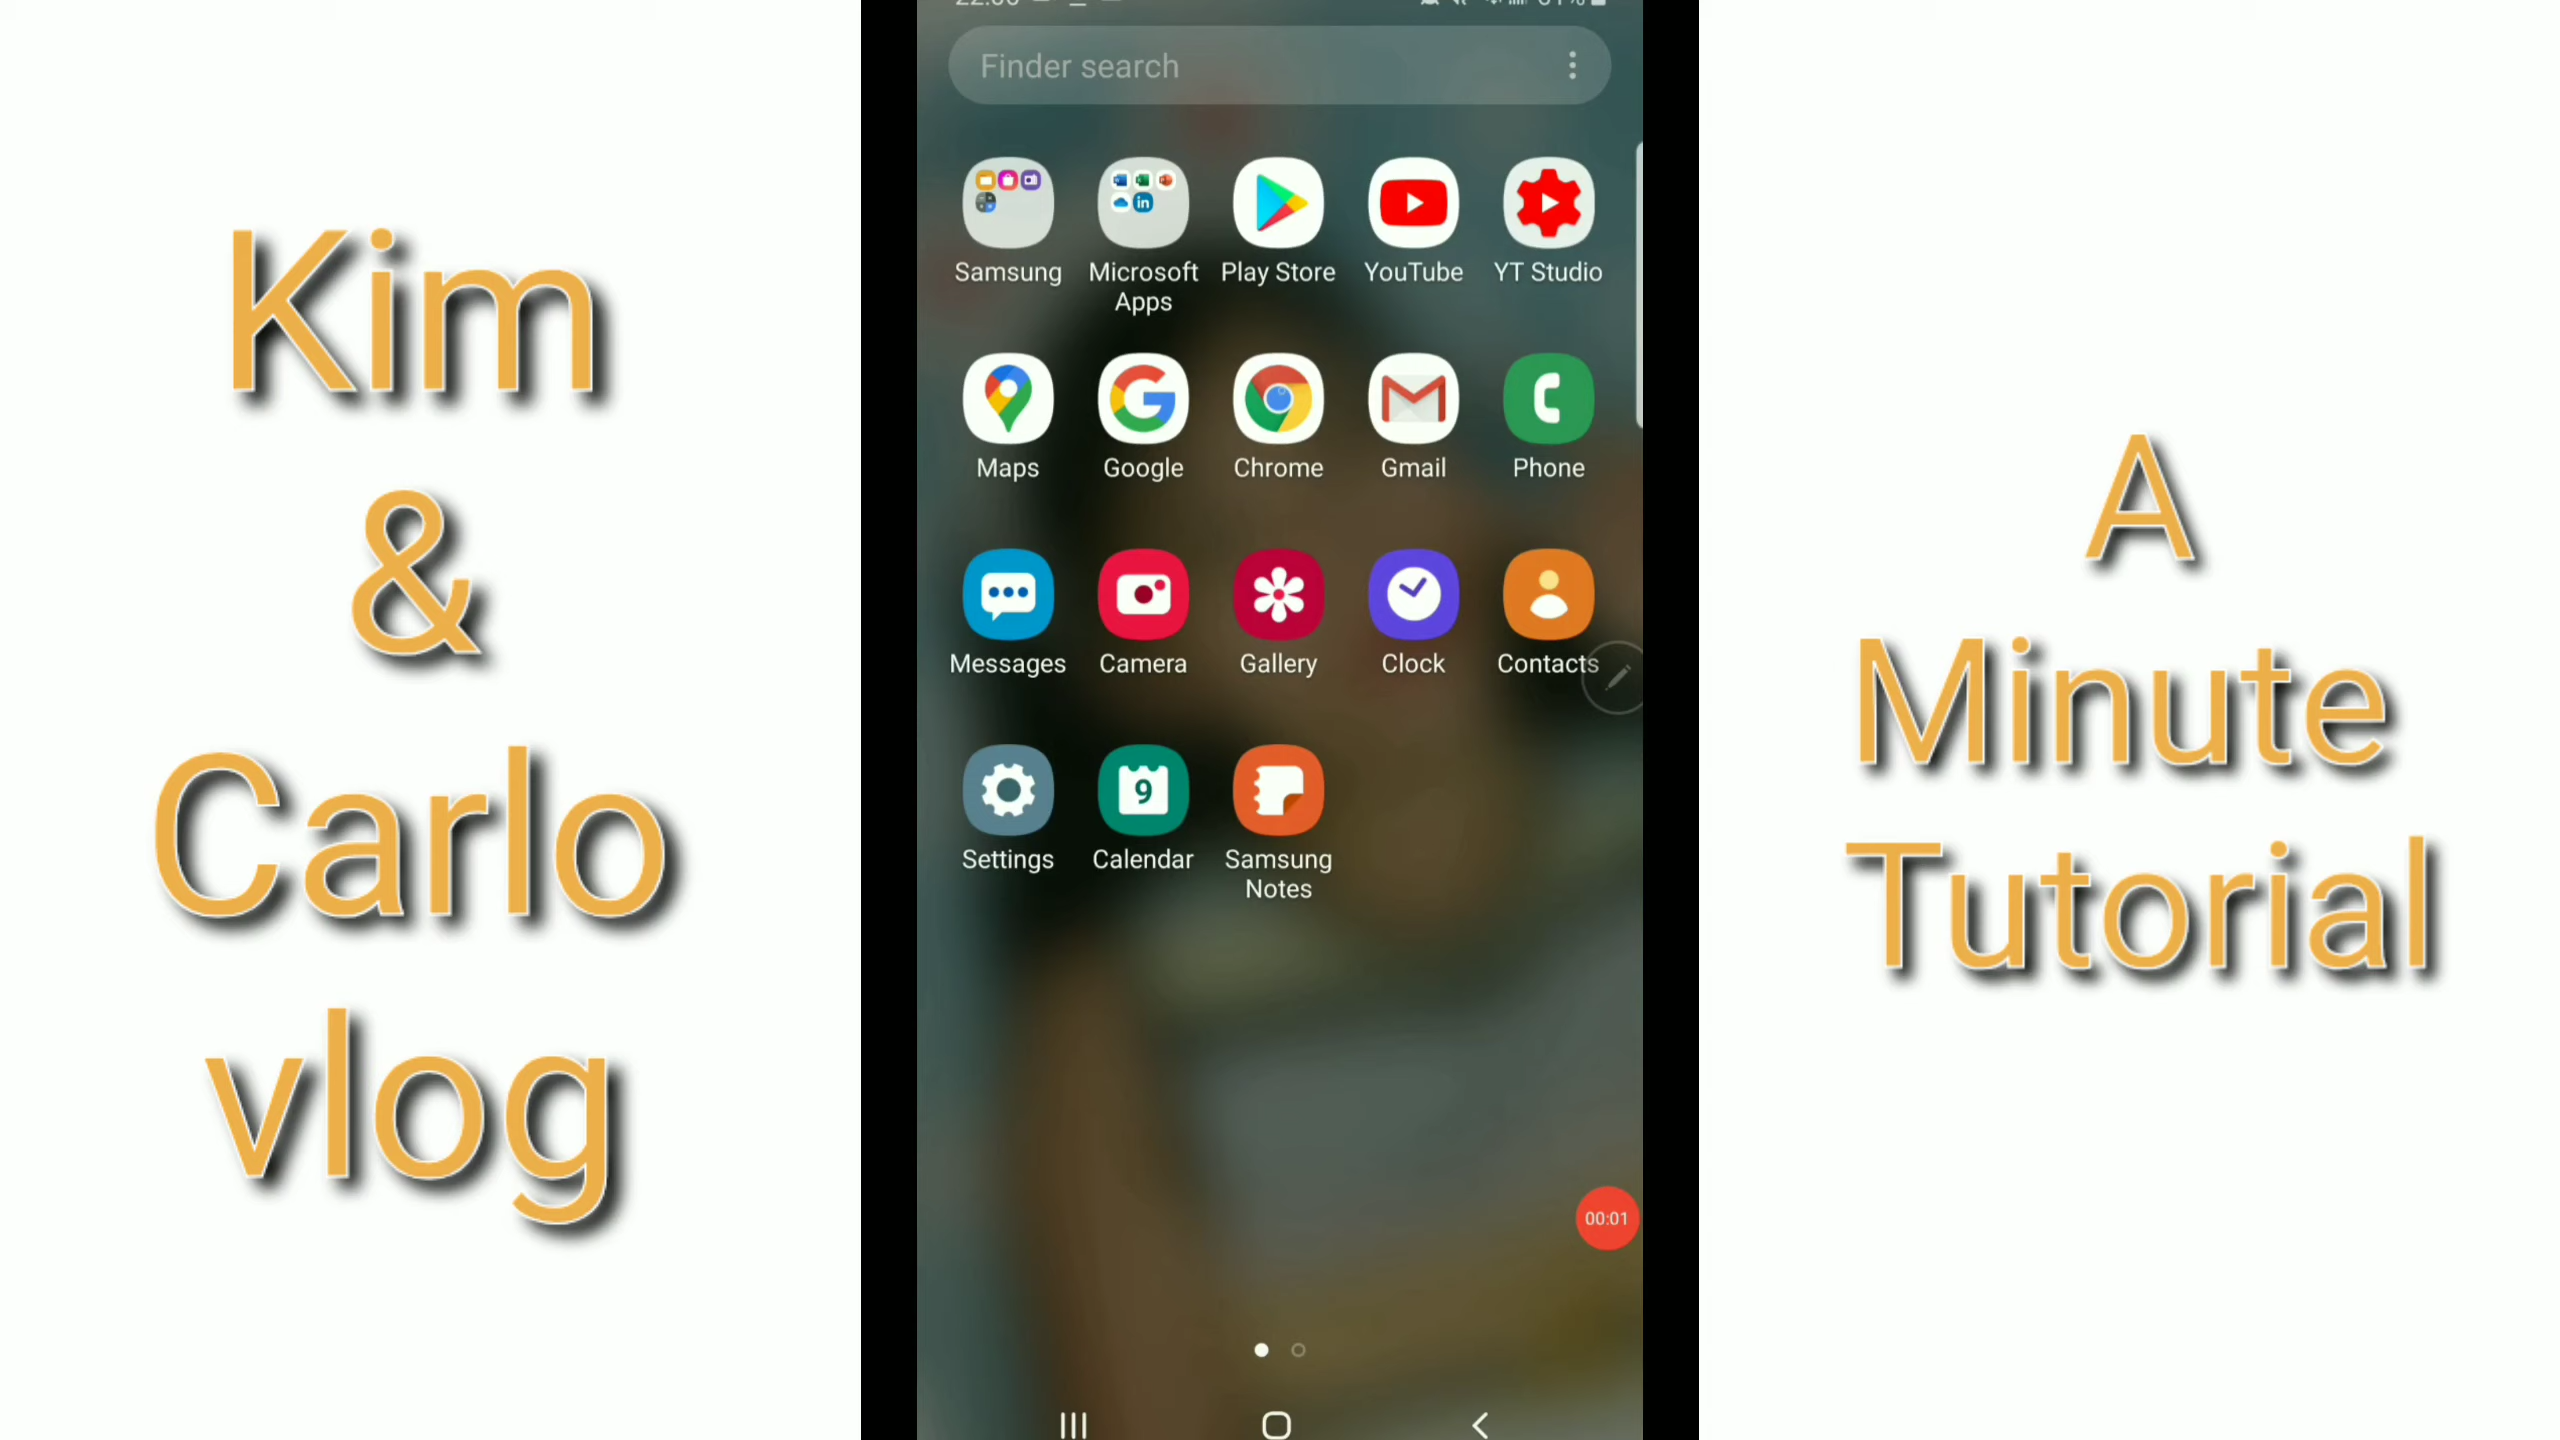 Kim
&
Carlo
vlog
Finder search
Samsung
Microsoft Apps
Play Store
YouTube
YT Studio
Maps
Google
Chrome
Gmail
Phone
Messages
Camera
Gallery
Clock
Contacts
Settings
9
Calendar
Samsung Notes
00:01
A
Minute
Tutorial